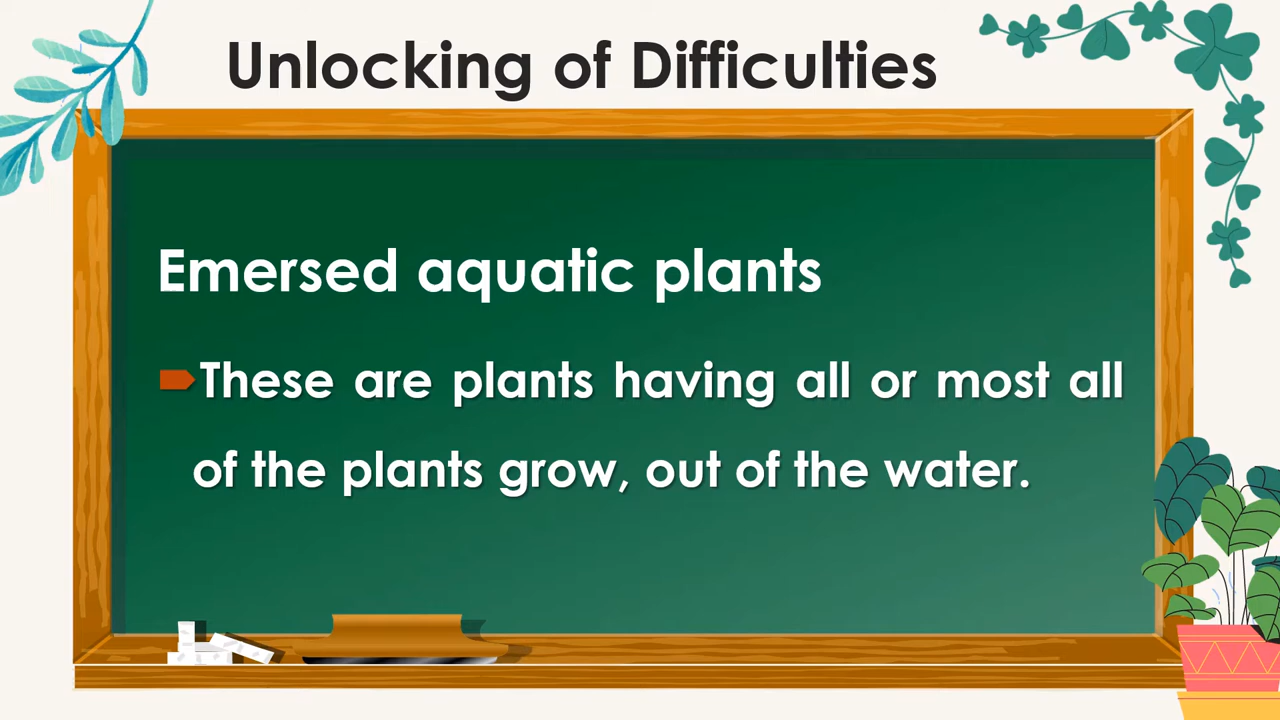 Unlocking of Difficulties
Emersed aquatic plants
These are plants having all or most all
of the plants grow, out of the water.